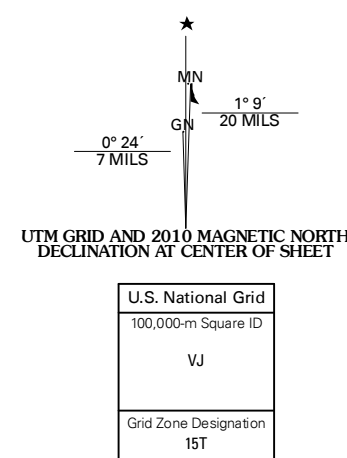 MN
1° 9´
20 MILS
GN
0° 24´
7 MILS
UTM GRID AND 2010 MAGNETIC NORTH
DECLINATION AT CENTER OF SHEET
U.S. National Grid
100,000-m Square ID
VJ
Grid Zone Designation
15T